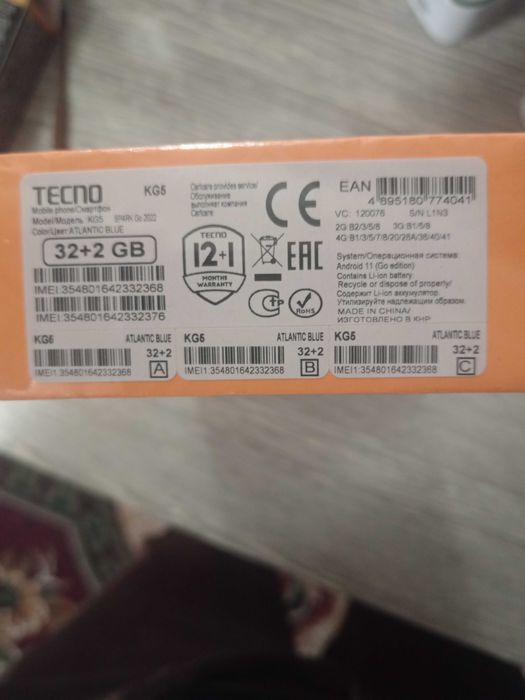 TECNO KG5
Mobile phone/Смартфон
Model/Модель :KG5 SPARK Go 2022
Color/Цвет :ATLANTIC BLUE
32+2 GB
IMEI:354801642332368
IMEI:354801642332376
Carlcare provides service/
Обслуживание
выполняет компания
Carlcare
TECNO
12+1
MONTHS
WARRANTY
CE
EAC
PCT
RoHS
EAN
4 895180 774041
VC: 120076 S/N L1N3
2G B2/3/5/8 3G B1/5/8
4G B1/3/5/7/8/20/28A/38/40/41
System/Операционная система:
Android 11 (Go edition)
Contains Li-ion battery.
Recycle or dispose of properly/
Содержит Li-ion аккумулятор.
Утилизируйте надлежащим образом.
MADE IN CHINA/
ИЗГОТОВЛЕНО В КНР
KG5 ATLANTIC BLUE
32+2
IMEI1:354801642332368 A
KG5 ATLANTIC BLUE
32+2
IMEI1:354801642332368 B
KG5 ATLANTIC BLUE
32+2
IMEI1:354801642332368 C